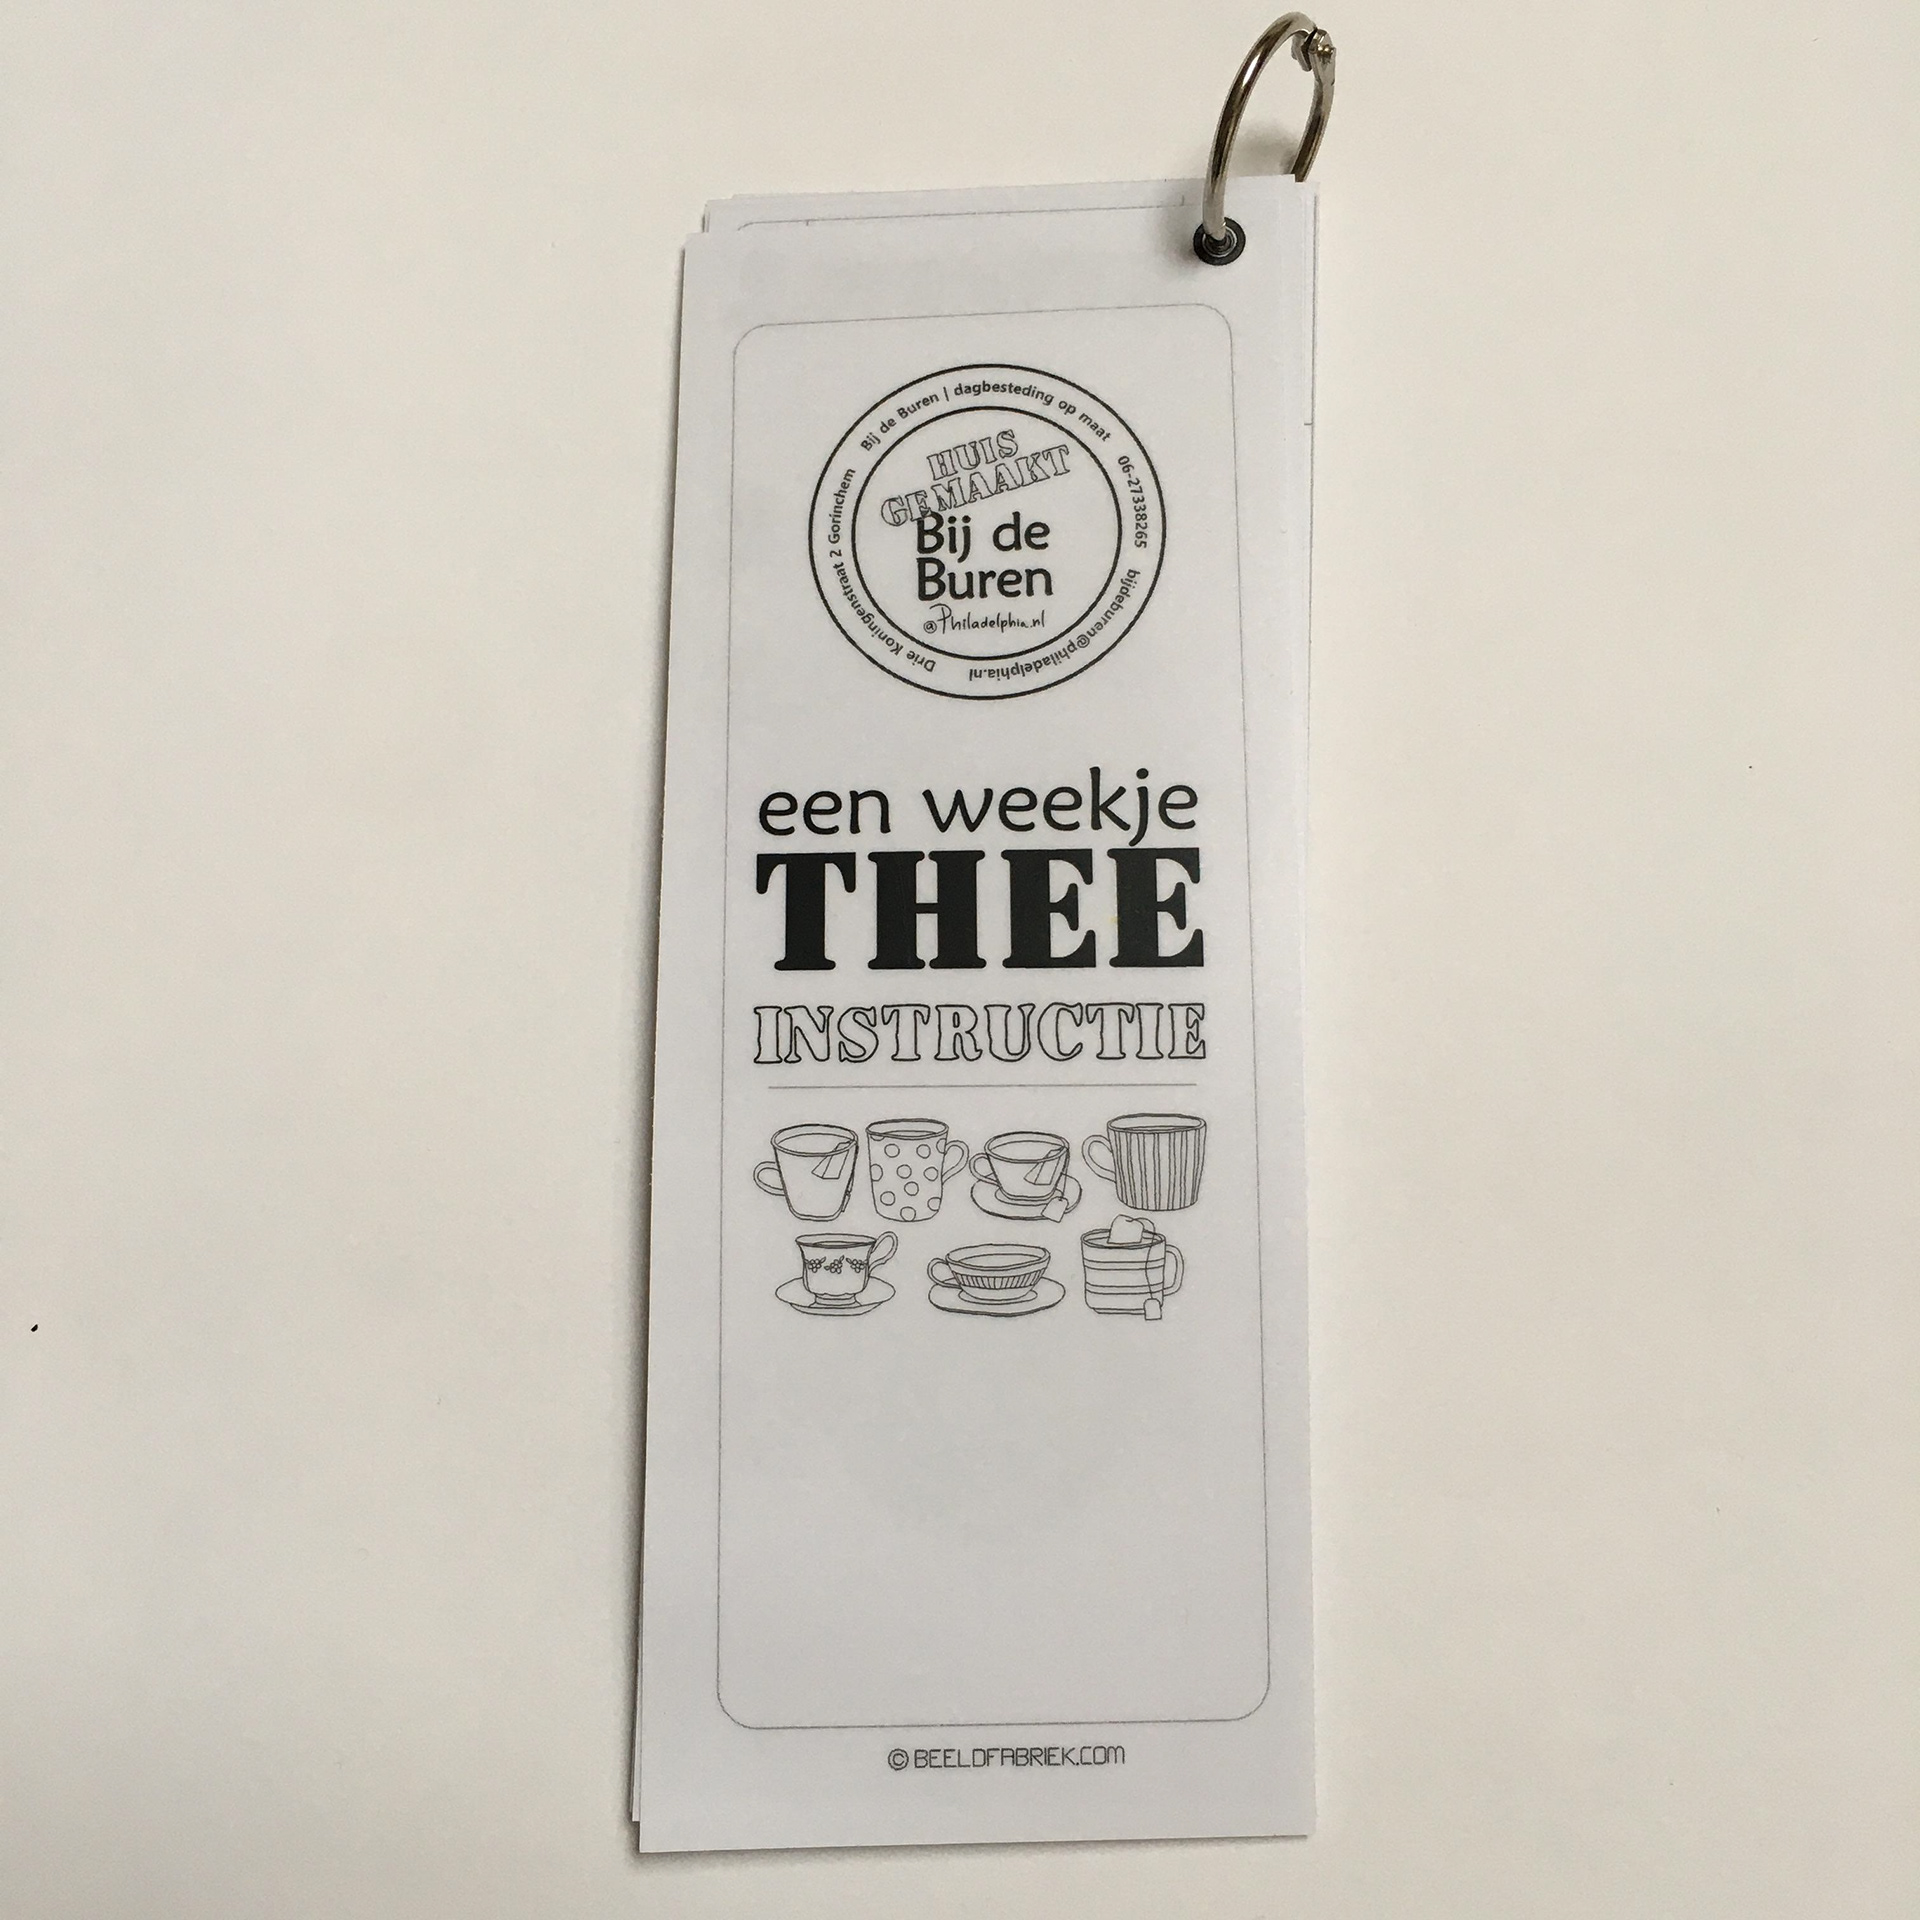 Bij de Buren | dagbesteding op maat
06-27338265
bijdeburen@philadelphia.nl
Drie Koningenstraat 2 Gorinchem
HUIS
GEMAAKT
Bij de
Buren
@Philadelphia.nl
een weekje
THEE
INSTRUCTIE
© BEELDFABRIEK.COM